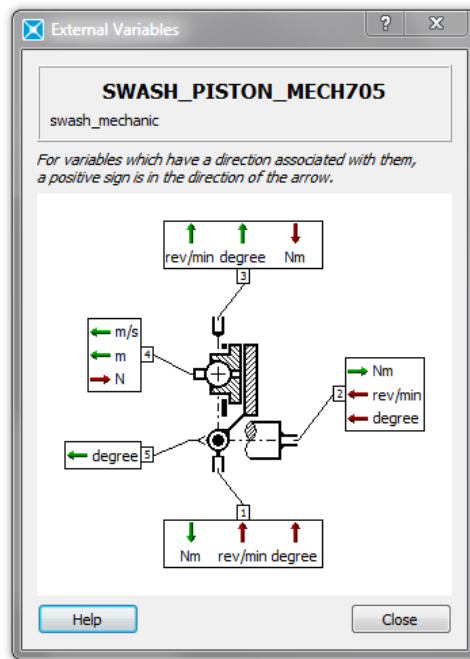 External Variables
?
X
SWASH_PISTON_MECH705
swash_mechanic
For variables which have a direction associated with them,
a positive sign is in the direction of the arrow.
rev/min degree Nm
3
m/s
m
N
4
Nm
rev/min
degree
2
degree
5
1
Nm rev/min degree
Help
Close